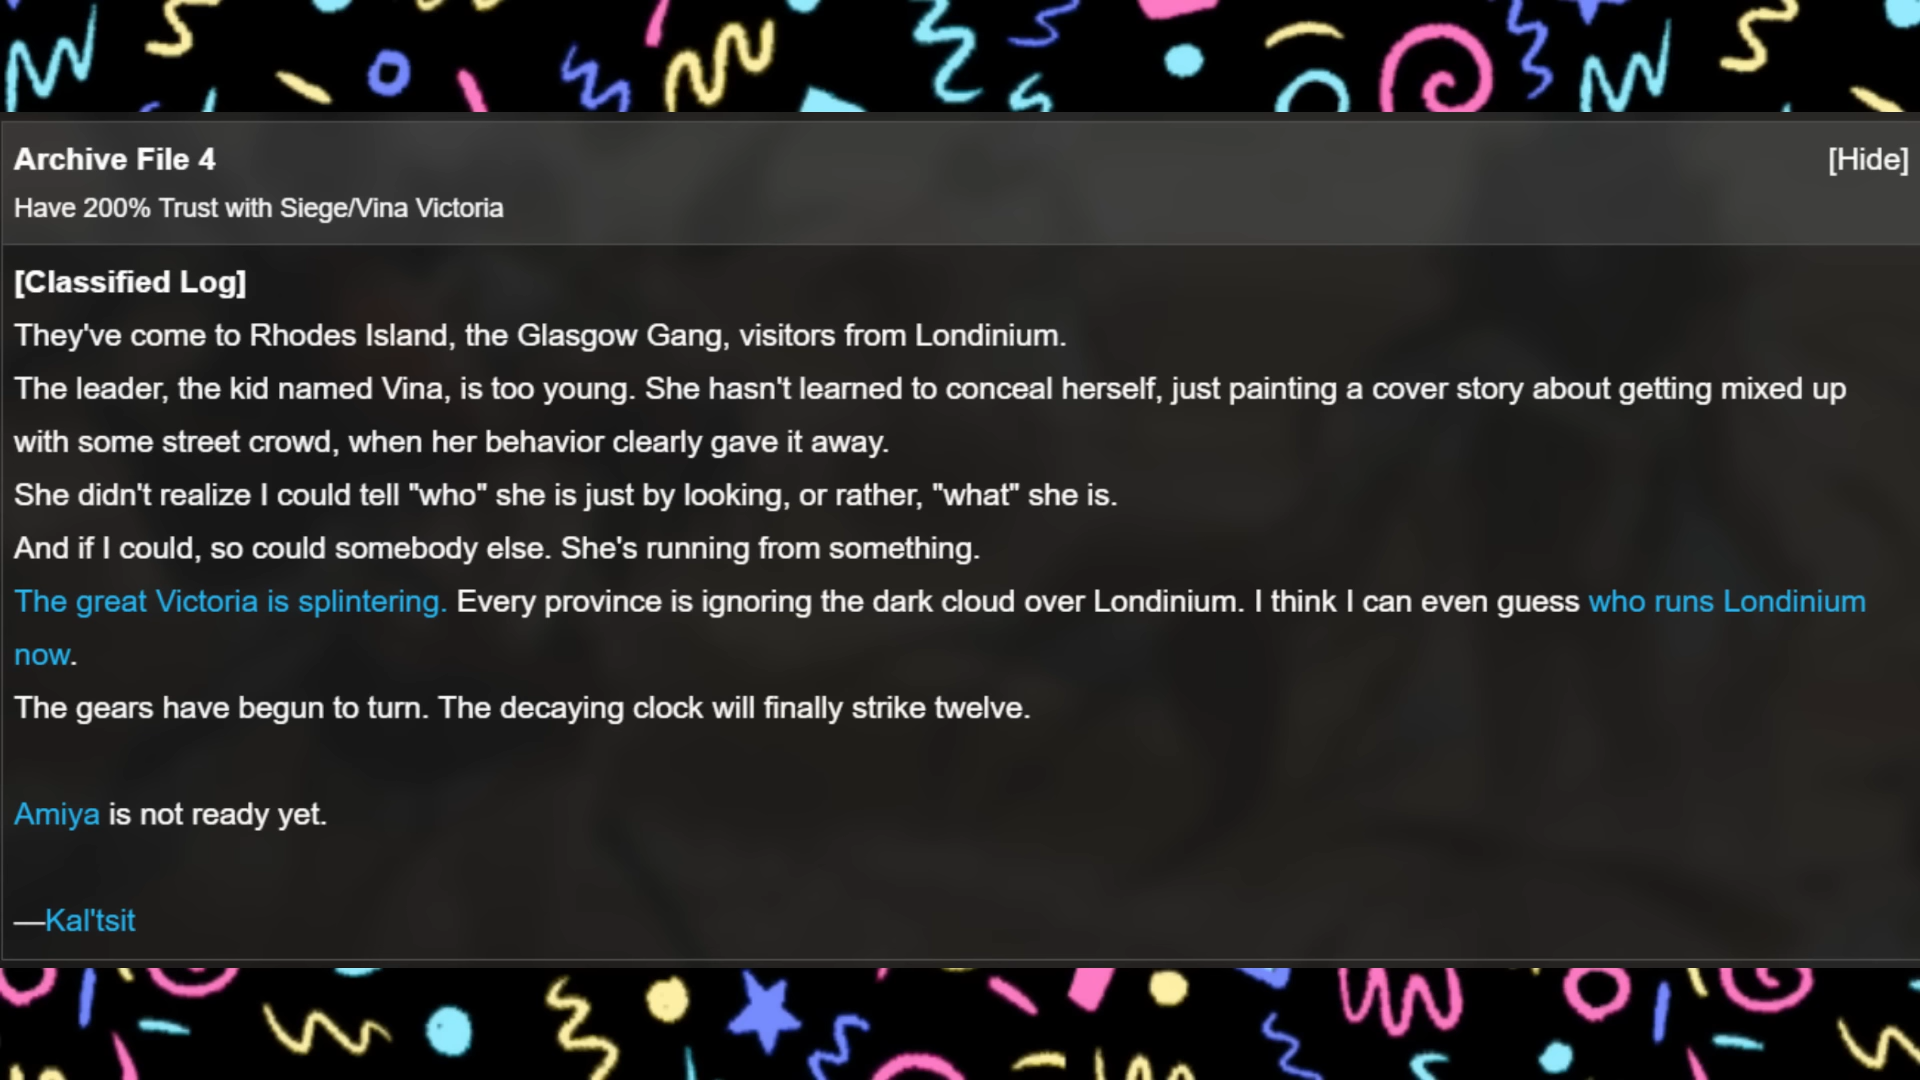 Archive File 4
[Hide]
Have 200% Trust with Siege/Vina Victoria
[Classified Log]
They've come to Rhodes Island, the Glasgow Gang, visitors from Londinium.
The leader, the kid named Vina, is too young. She hasn't learned to conceal herself, just painting a cover story about getting mixed up
with some street crowd, when her behavior clearly gave it away.
She didn't realize I could tell "who" she is just by looking, or rather, "what" she is.
And if I could, so could somebody else. She's running from something.
The great Victoria is splintering. Every province is ignoring the dark cloud over Londinium. I think I can even guess who runs Londinium
now.
The gears have begun to turn. The decaying clock will finally strike twelve.
Amiya is not ready yet.
—Kal'tsit